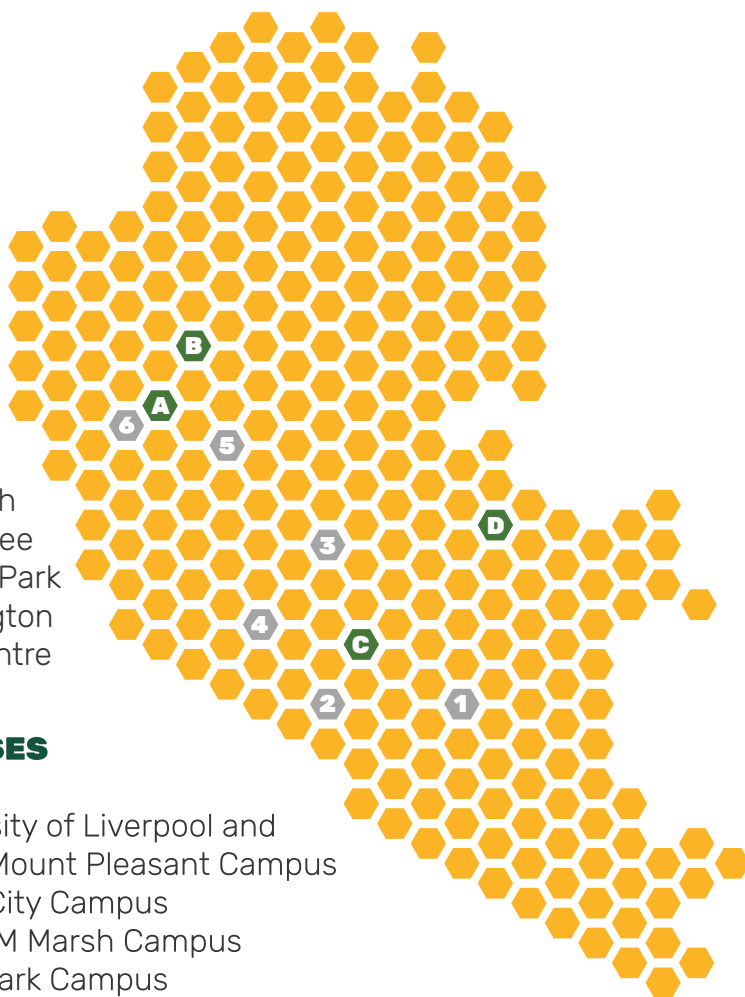 B
A
6
5
h
ee
D
3
Park
gton
4
ntre
C
2
1
SES
sity of Liverpool and
Mount Pleasant Campus
City Campus
M Marsh Campus
ark Campus